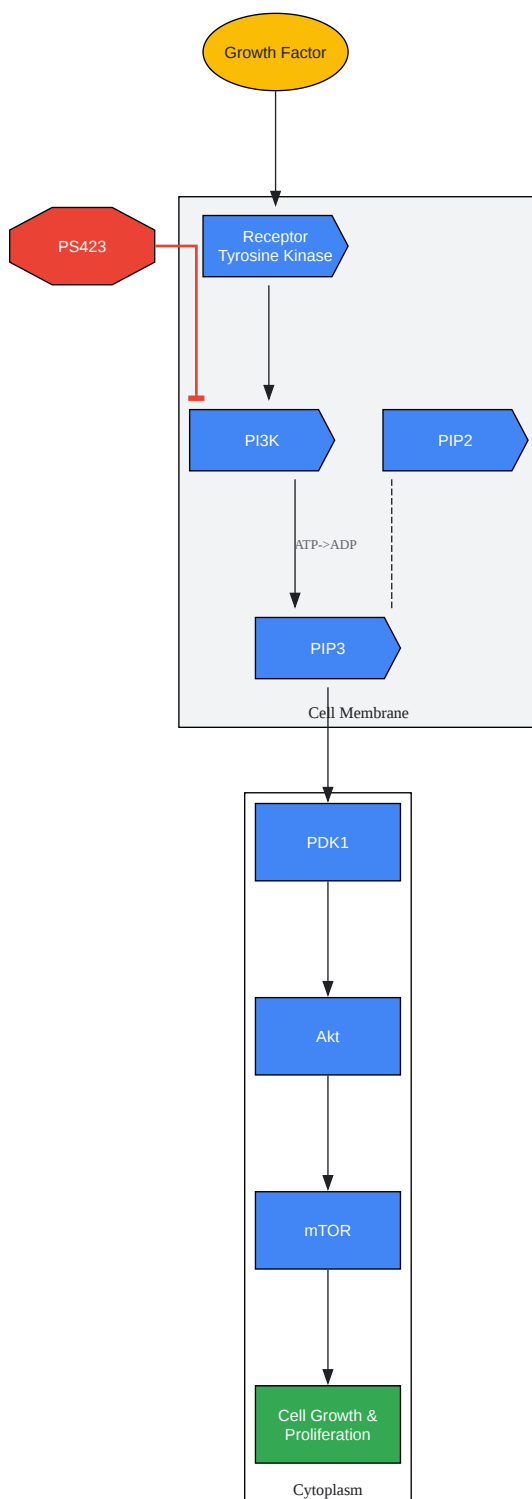 Growth Factor
PS423
Receptor
Tyrosine Kinase
PI3K
PIP2
ATP->ADP
PIP3
Cell Membrane
PDK1
Akt
mTOR
Cell Growth &
Proliferation
Cytoplasm